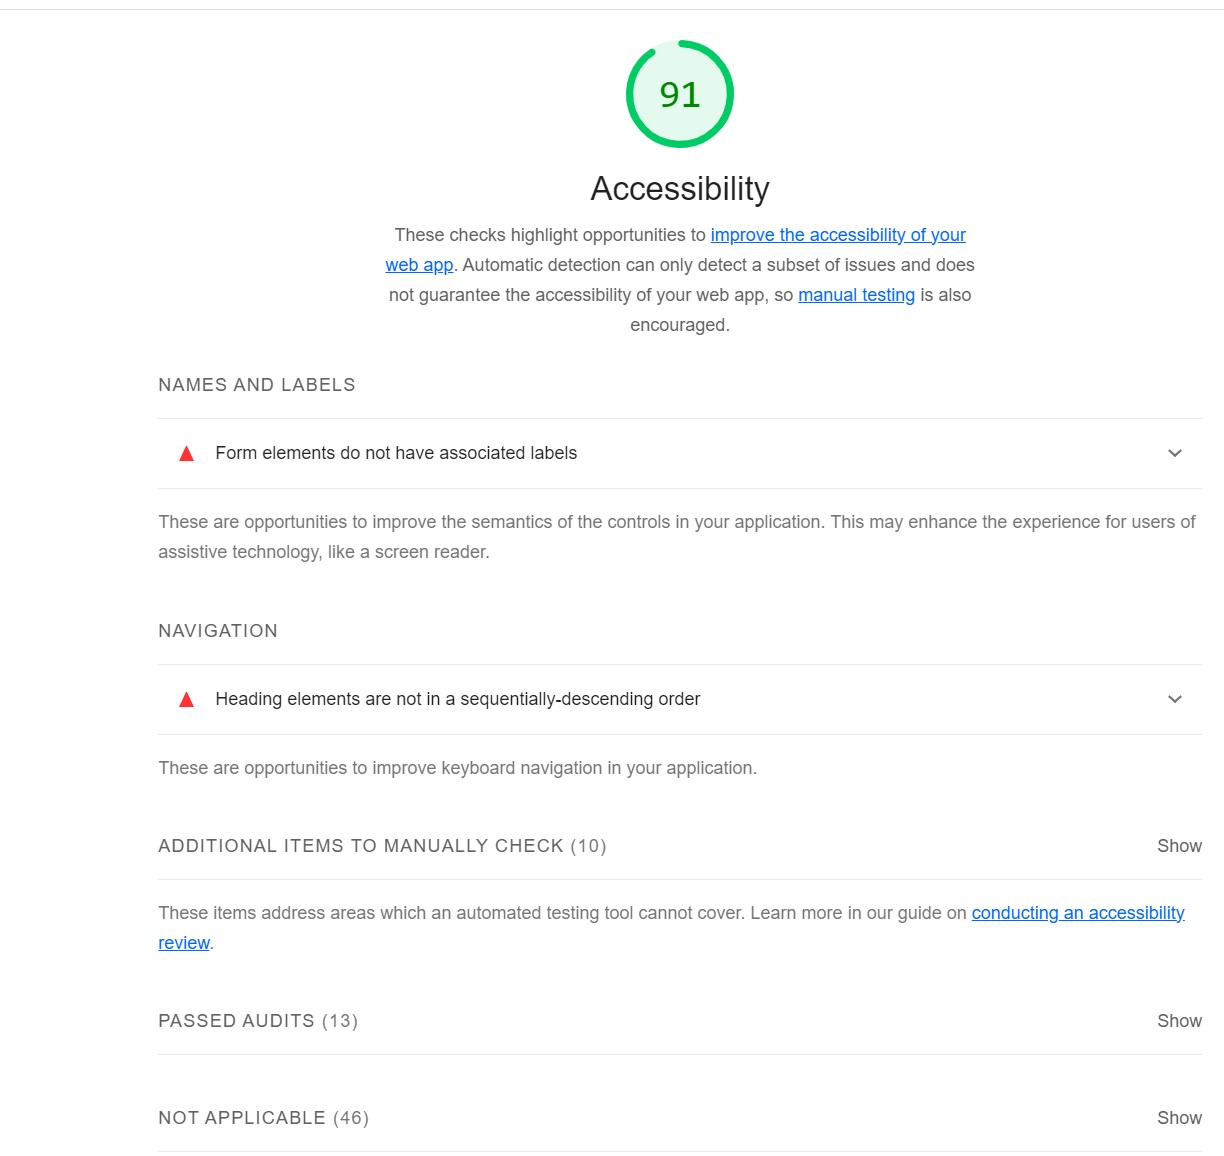 91
Accessibility
These checks highlight opportunities to improve the accessibility of your
web app. Automatic detection can only detect a subset of issues and does
not guarantee the accessibility of your web app, so manual testing is also
encouraged.
NAMES AND LABELS
Form elements do not have associated labels
These are opportunities to improve the semantics of the controls in your application. This may enhance the experience for users of
assistive technology, like a screen reader.
NAVIGATION
Heading elements are not in a sequentially-descending order
These are opportunities to improve keyboard navigation in your application.
ADDITIONAL ITEMS TO MANUALLY CHECK (10) Show
These items address areas which an automated testing tool cannot cover. Learn more in our guide on conducting an accessibility
review.
PASSED AUDITS (13) Show
NOT APPLICABLE (46) Show